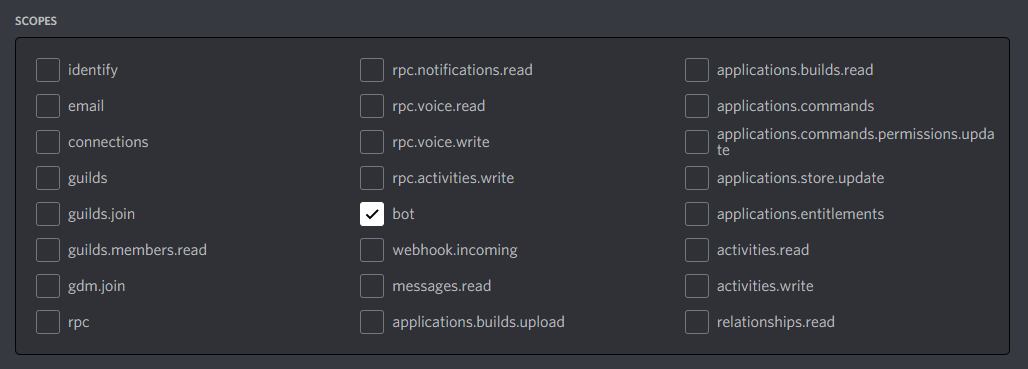 SCOPES
identify
email
connections
guilds
guilds.join
guilds.members.read
gdm.join
rpc
rpc.notifications.read
rpc.voice.read
rpc.voice.write
rpc.activities.write
bot
webhook.incoming
messages.read
applications.builds.upload
applications.builds.read
applications.commands
applications.commands.permissions.upda
te
applications.store.update
applications.entitlements
activities.read
activities.write
relationships.read